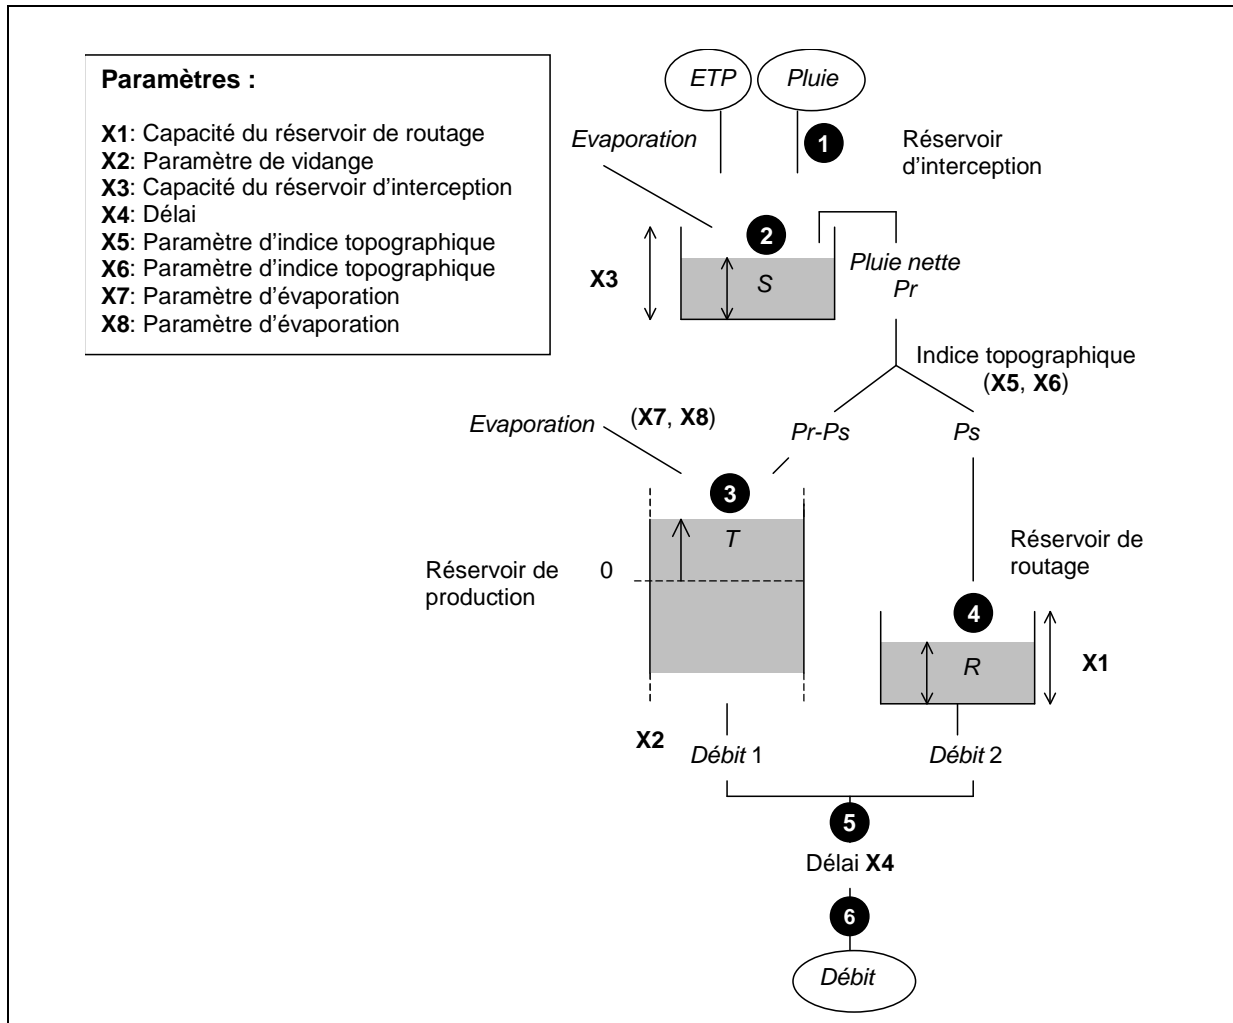 Paramètres :
X1: Capacité du réservoir de routage
X2: Paramètre de vidange
X3: Capacité du réservoir d'interception
X4: Délai
X5: Paramètre d'indice topographique
X6: Paramètre d'indice topographique
X7: Paramètre d'évaporation
X8: Paramètre d'évaporation
ETP
Pluie
Evaporation
1
Réservoir
d'interception
2
X3
S
Pluie nette
Pr
Indice topographique
(X5, X6)
Evaporation
(X7, X8)
Pr-Ps
Ps
3
T
Réservoir de
production
0
Réservoir de
routage
4
R
X1
X2
Débit 1
Débit 2
5
Délai X4
6
Débit